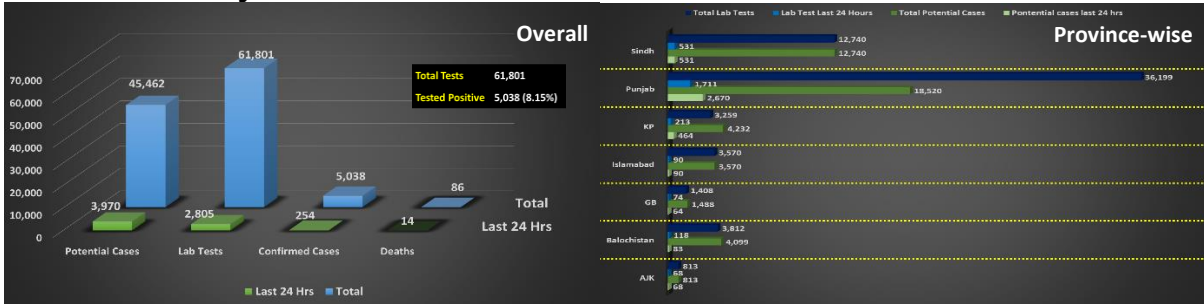 Overall
61,801
45,462
Total Tests 61,801
Tested Positive 5,038 (8.15%)
70,000
60,000
50,000
40,000
30,000
20,000
10,000
0
5,038
86
3,970
2,805
254
14
Total
Last 24 Hrs
Potential Cases Lab Tests Confirmed Cases Deaths
Last 24 Hrs Total
Total Lab Tests Lab Test Last 24 Hours Total Potential Cases Pontential cases last 24 hrs
Province-wise
Sindh
12,740
531
12,740
531
Punjab
36,199
1,711
18,520
2,670
KP
3,259
213
4,232
464
Islamabad
3,570
90
3,570
90
GB
1,408
74
1,488
64
Balochistan
3,812
118
4,099
83
AJK
813
68
813
68